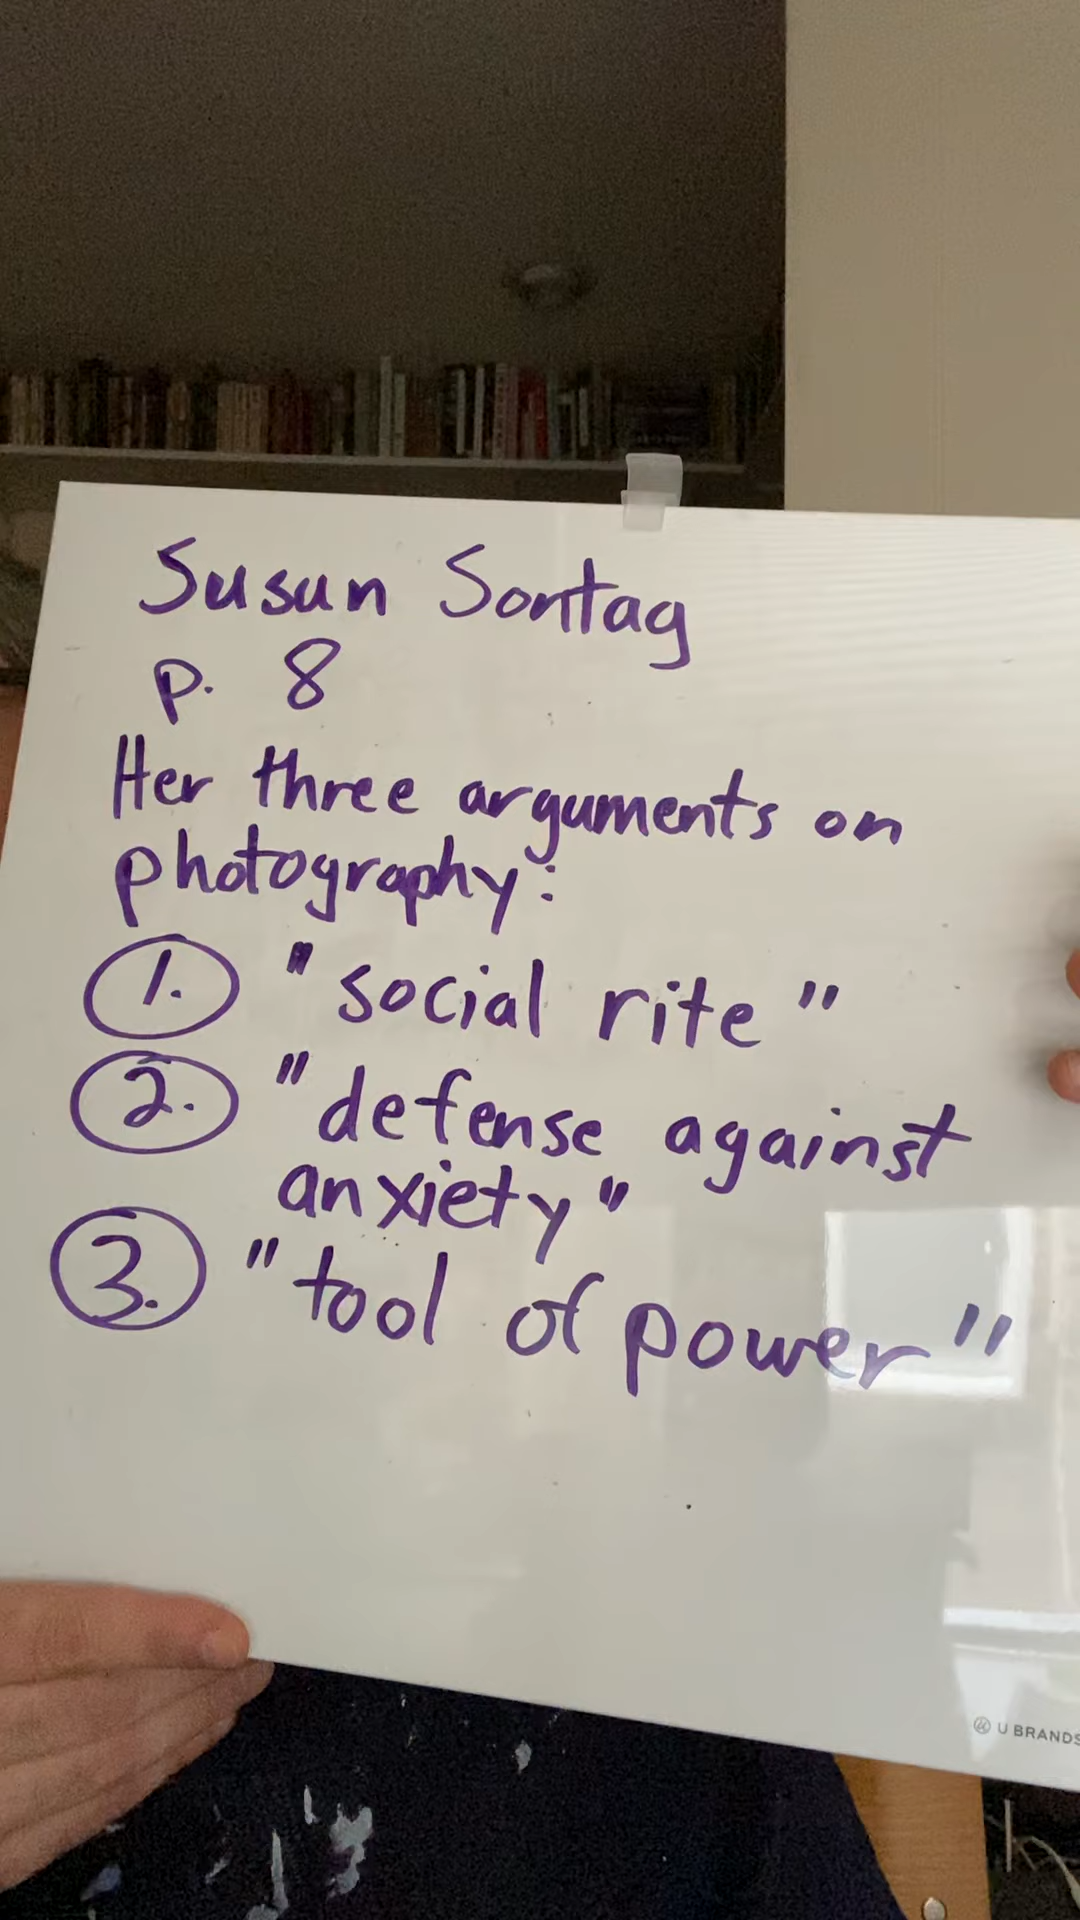 Susan Sontag
p. 8
Her three arguments on
photography:
1. "social rite"
2. "defense against
anxiety"
3. "tool of power"
U BRANDS